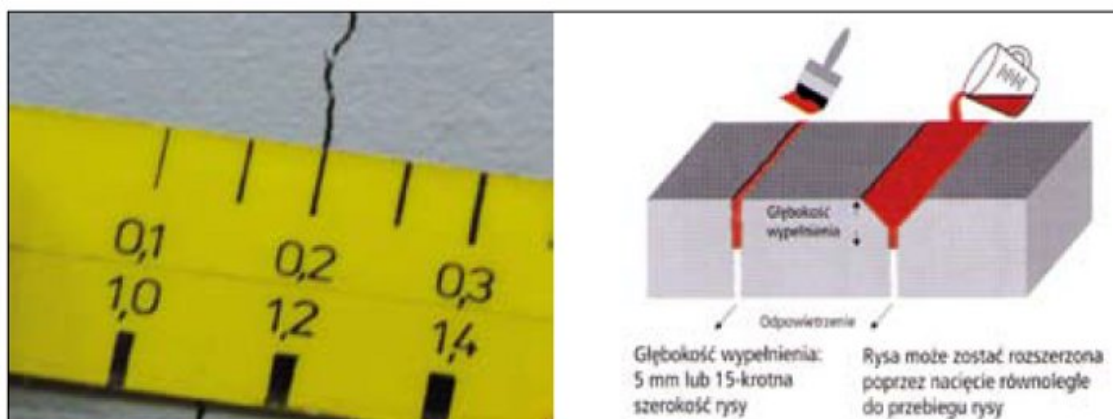 0,1 0,2 0,3
1,0 1,2 1,4
Głębokość
wypełnienia
Odpowietrzenie
Głębokość wypełnienia:
5 mm lub 15-krotna
szerokość rysy
Rysa może zostać rozszerzona
poprzez nacięcie równoległe
do przebiegu rysy